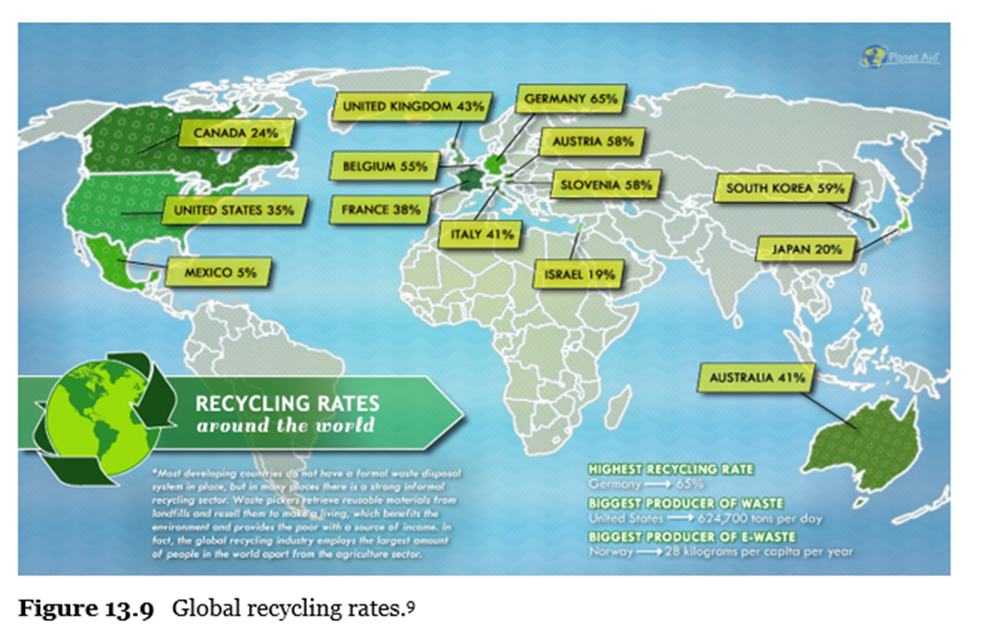 Planet Aid
UNITED KINGDOM 43%
GERMANY 65%
CANADA 24%
AUSTRIA 58%
BELGIUM 55%
SLOVENIA 58%
SOUTH KOREA 59%
UNITED STATES 35%
FRANCE 38%
ITALY 41%
JAPAN 20%
MEXICO 5%
ISRAEL 19%
AUSTRALIA 41%
RECYCLING RATES
around the world
*Most developing countries do not have a formal waste disposal
system in place, but in many places there is a strong informal
recycling sector. Waste pickers retrieve reusable materials from
landfills and resell them to make a living, which benefits the
environment and provides the poor with a source of income. In
fact, the global recycling industry employs the largest amount
of people in the world apart from the agriculture sector.
HIGHEST RECYCLING RATE
Germany → 65%
BIGGEST PRODUCER OF WASTE
United States → 624,700 tons per day
BIGGEST PRODUCER OF E-WASTE
Norway → 28 kilograms per capita per year
Figure 13.9 Global recycling rates.9